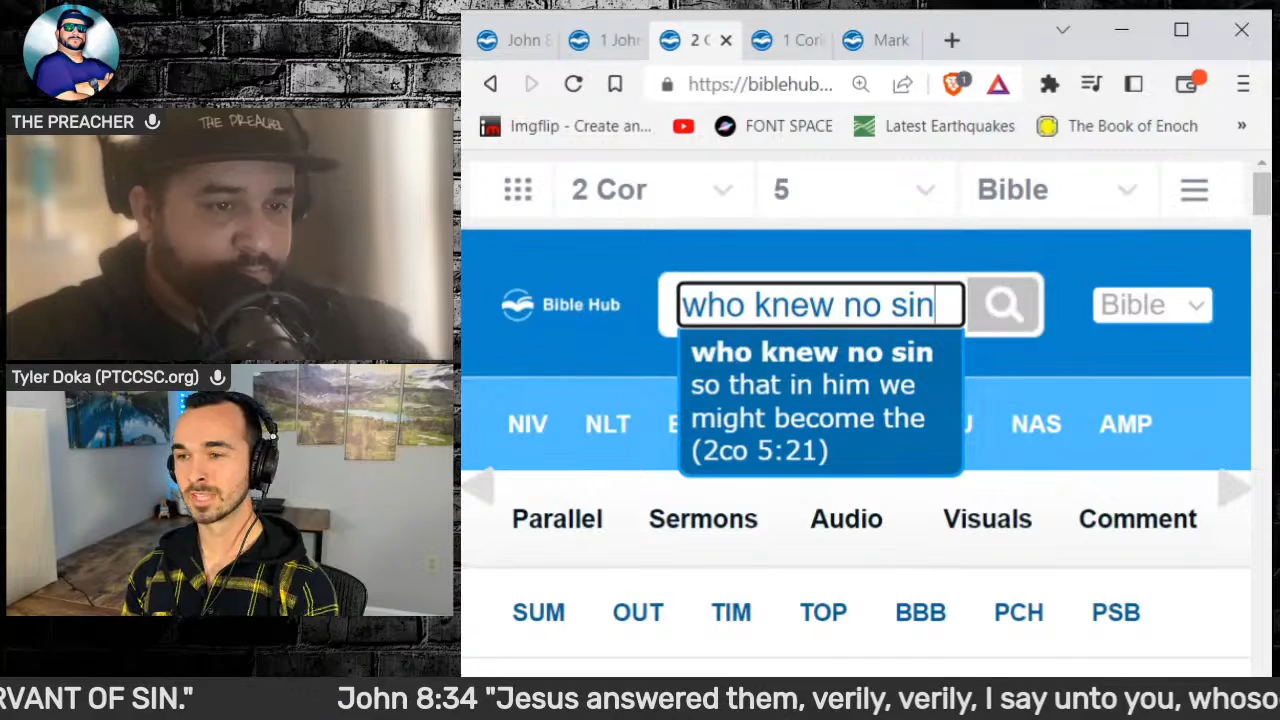 THE PREACHER
THE PREACHER
Tyler Doka (PTCCSC.org)
John 8
1 John
2 C
1 Cori
Mark
https://biblehub...
1
im Imgflip - Create an...
FONT SPACE
Latest Earthquakes
The Book of Enoch
»
2 Cor
5
Bible
Bible Hub
who knew no sin
Bible
who knew no sin
so that in him we
might become the
(2co 5:21)
NIV
NLT
E
J
NAS
AMP
Parallel
Sermons
Audio
Visuals
Comment
SUM
OUT
TIM
TOP
BBB
PCH
PSB
RVANT OF SIN." John 8:34 "Jesus answered them, verily, verily, I say unto you, whoso